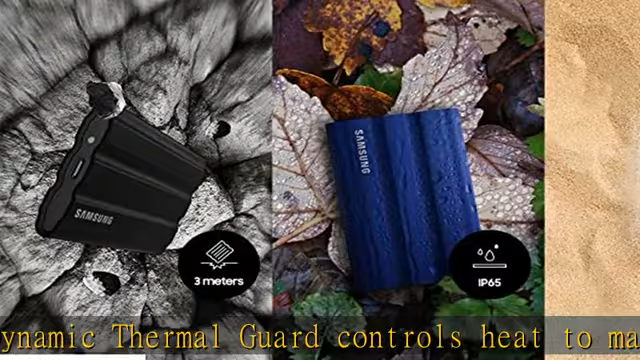 SAMSUNG
3 meters
SAMSUNG
IP65
ynamic Thermal Guard controls heat to ma